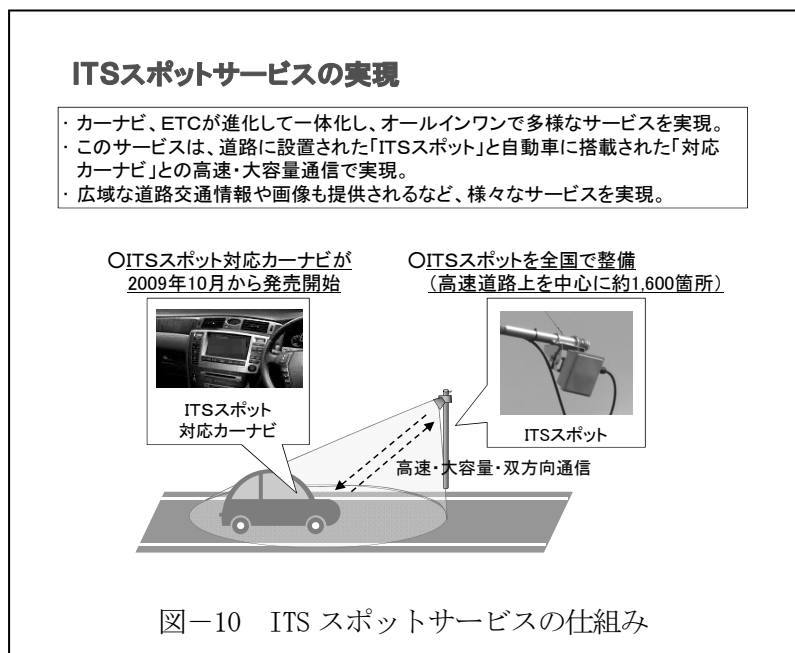 ITSスポットサービスの実現
・カーナビ、ETCが進化して一体化し、オールインワンで多様なサービスを実現。
・このサービスは、道路に設置された「ITSスポット」と自動車に搭載された「対応
カーナビ」との高速・大容量通信で実現。
・広域な道路交通情報や画像も提供されるなど、様々なサービスを実現。
〇ITSスポット対応カーナビが
2009年10月から発売開始
ITSスポット
対応カーナビ
〇ITSスポットを全国で整備
（高速道路上を中心に約1,600箇所）
ITSスポット
高速・大容量・双方向通信
図－10 ITS スポットサービスの仕組み